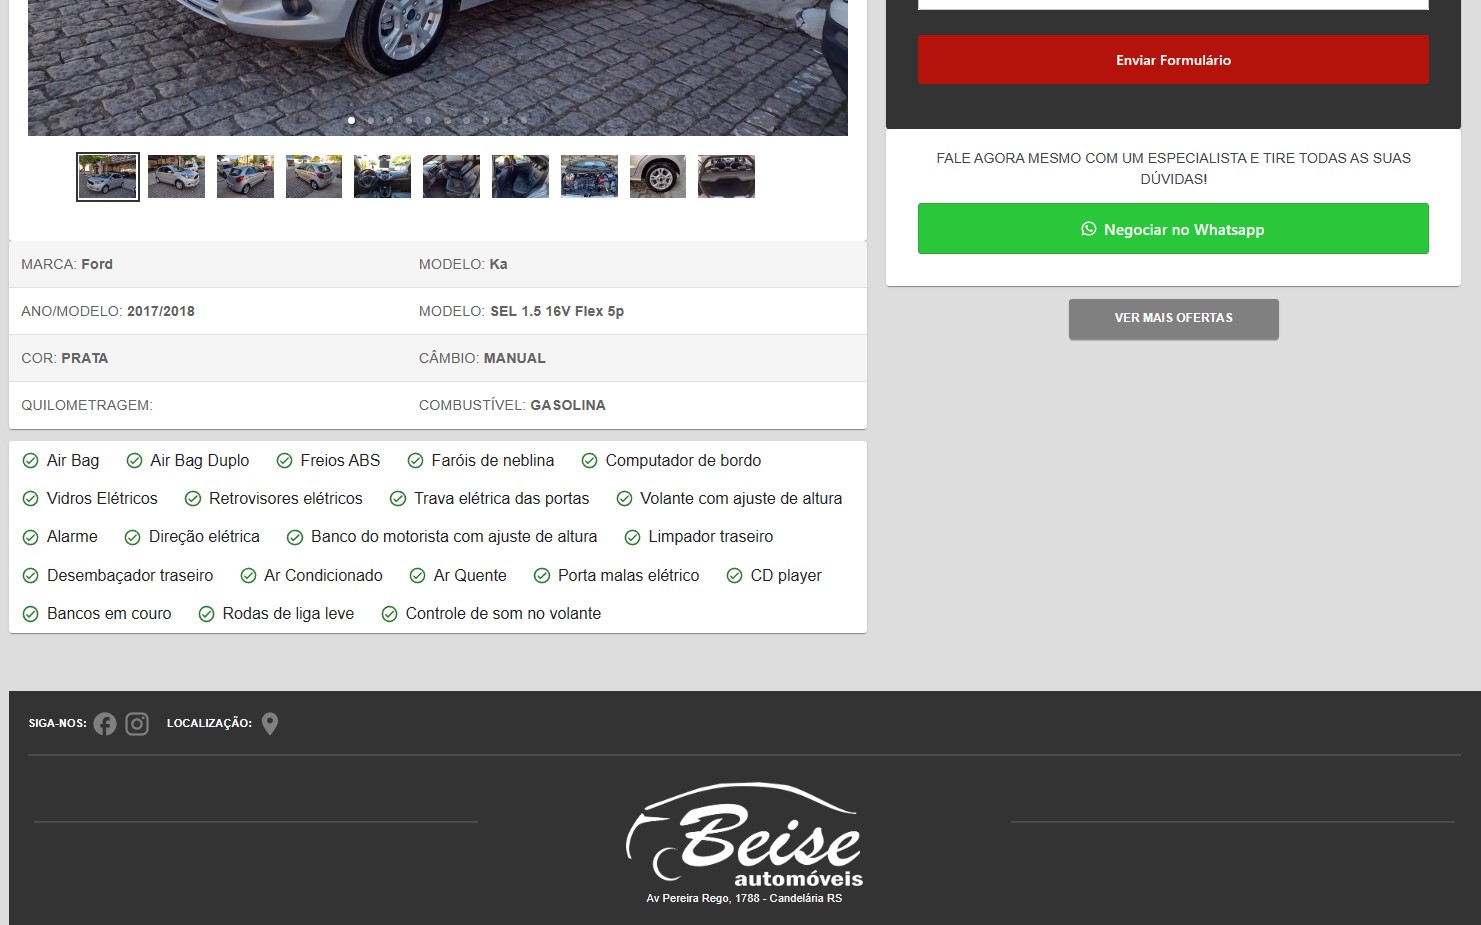 Enviar Formulário
FALE AGORA MESMO COM UM ESPECIALISTA E TIRE TODAS AS SUAS
DÚVIDAS!
Negociar no Whatsapp
VER MAIS OFERTAS
MARCA: Ford MODELO: Ka
ANO/MODELO: 2017/2018 MODELO: SEL 1.5 16V Flex 5p
COR: PRATA CÂMBIO: MANUAL
QUILOMETRAGEM: COMBUSTÍVEL: GASOLINA
Air Bag Air Bag Duplo Freios ABS Faróis de neblina Computador de bordo
Vidros Elétricos Retrovisores elétricos Trava elétrica das portas Volante com ajuste de altura
Alarme Direção elétrica Banco do motorista com ajuste de altura Limpador traseiro
Desembaçador traseiro Ar Condicionado Ar Quente Porta malas elétrico CD player
Bancos em couro Rodas de liga leve Controle de som no volante
SIGA-NOS: LOCALIZAÇÃO:
Beise
automóveis
Av Pereira Rego, 1788 - Candelária RS